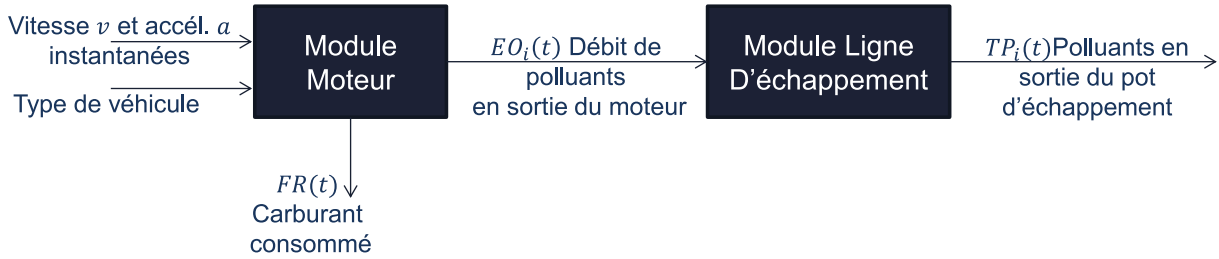 Vitesse v et accél. a
instantanées
Type de véhicule
Module
Moteur
FR(t)
Carburant
consommé
EOᵢ(t) Débit de
polluants
en sortie du moteur
Module Ligne
D'échappement
TPᵢ(t)Polluants en
sortie du pot
d'échappement